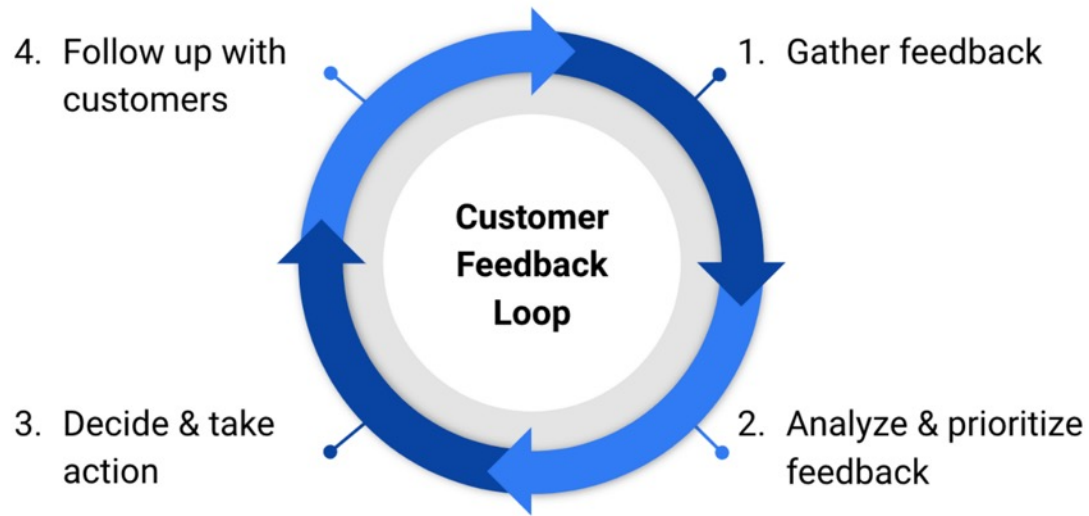 Customer
Feedback
Loop
1. Gather feedback
2. Analyze & prioritize
feedback
3. Decide & take
action
4. Follow up with
customers